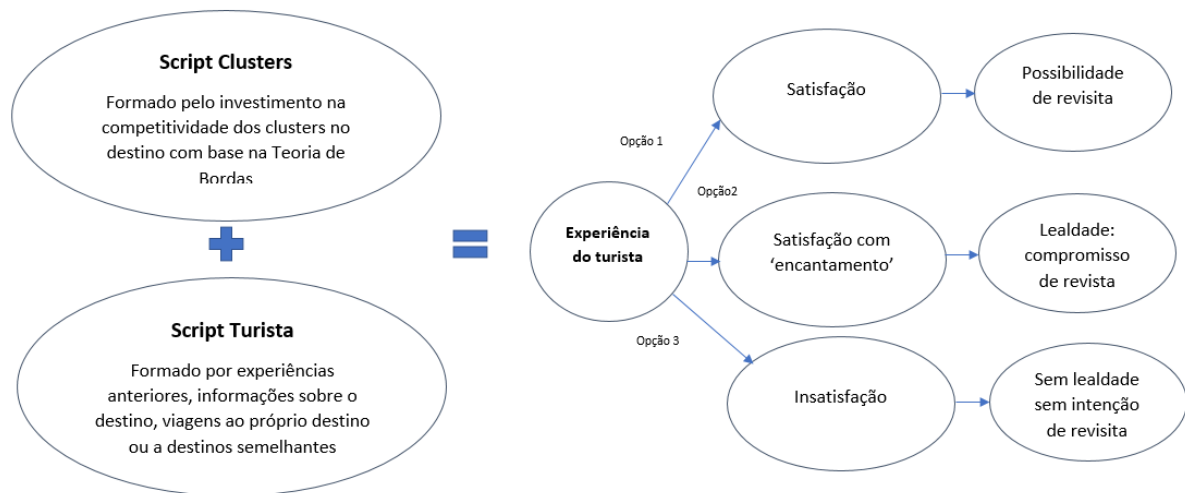 Script Clusters
Formado pelo investimento na
competitividade dos clusters no
destino com base na Teoria de
Bordas
Script Turista
Formado por experiências
anteriores, informações sobre o
destino, viagens ao próprio destino
ou a destinos semelhantes
Experiência
do turista
Opção 1
Satisfação
Possibilidade
de revisita
Opção2
Satisfação com
‘encantamento’
Lealdade:
compromisso
de revista
Opção 3
Insatisfação
Sem lealdade
sem intenção
de revisita